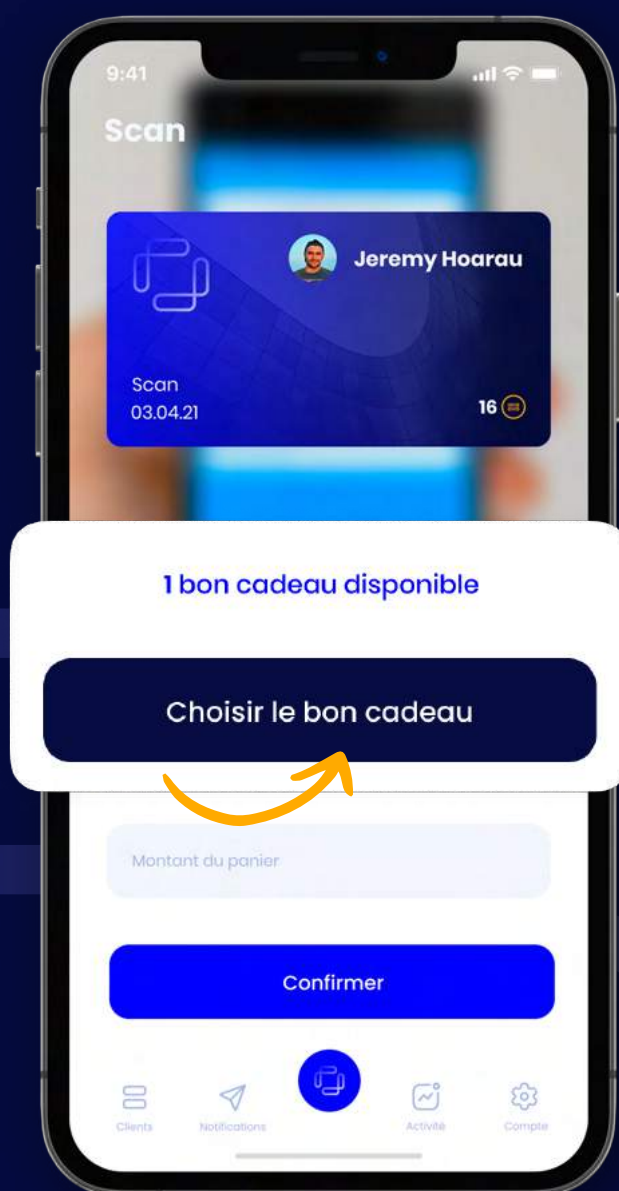 9:41
Scan
Jeremy Hoarau
Scan
03.04.21
16
1 bon cadeau disponible
Choisir le bon cadeau
Montant du panier
Confirmer
Clients
Notifications
Activité
Compte